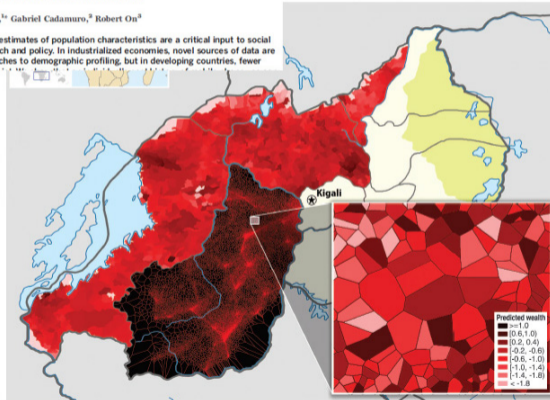 Gabriel Cadamuro,² Robert On³
estimates of population characteristics are a critical input to social
ch and policy. In industrialized economies, novel sources of data are
ches to demographic profiling, but in developing countries, fewer
Kigali
Predicted wealth
>=1.0
[0.6,1.0)
[0.2, 0.4)
[-0.2, -0.6)
[-0.6, -1.0)
[-1.0, -1.4)
[-1.4, -1.8)
< -1.8